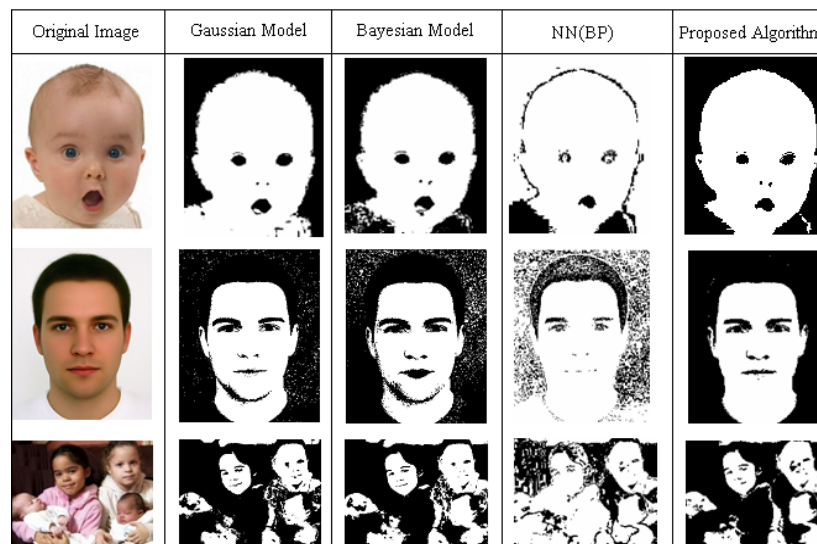 Original Image
Gaussian Model
Bayesian Model
NN(BP)
Proposed Algorithm